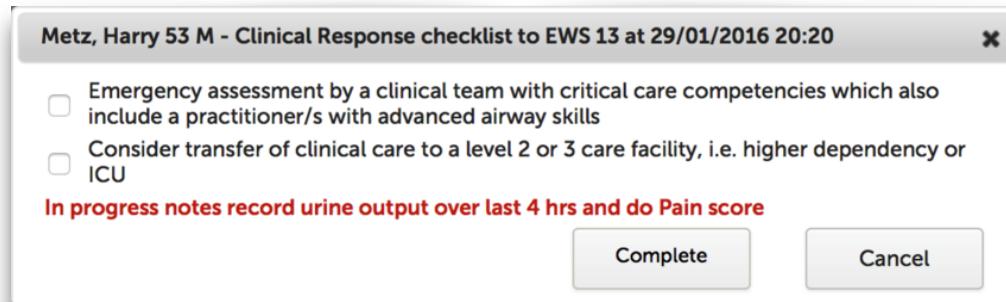 Metz, Harry 53 M - Clinical Response checklist to EWS 13 at 29/01/2016 20:20
Emergency assessment by a clinical team with critical care competencies which also
include a practitioner/s with advanced airway skills
Consider transfer of clinical care to a level 2 or 3 care facility, i.e. higher dependency or
ICU
In progress notes record urine output over last 4 hrs and do Pain score
Complete
Cancel